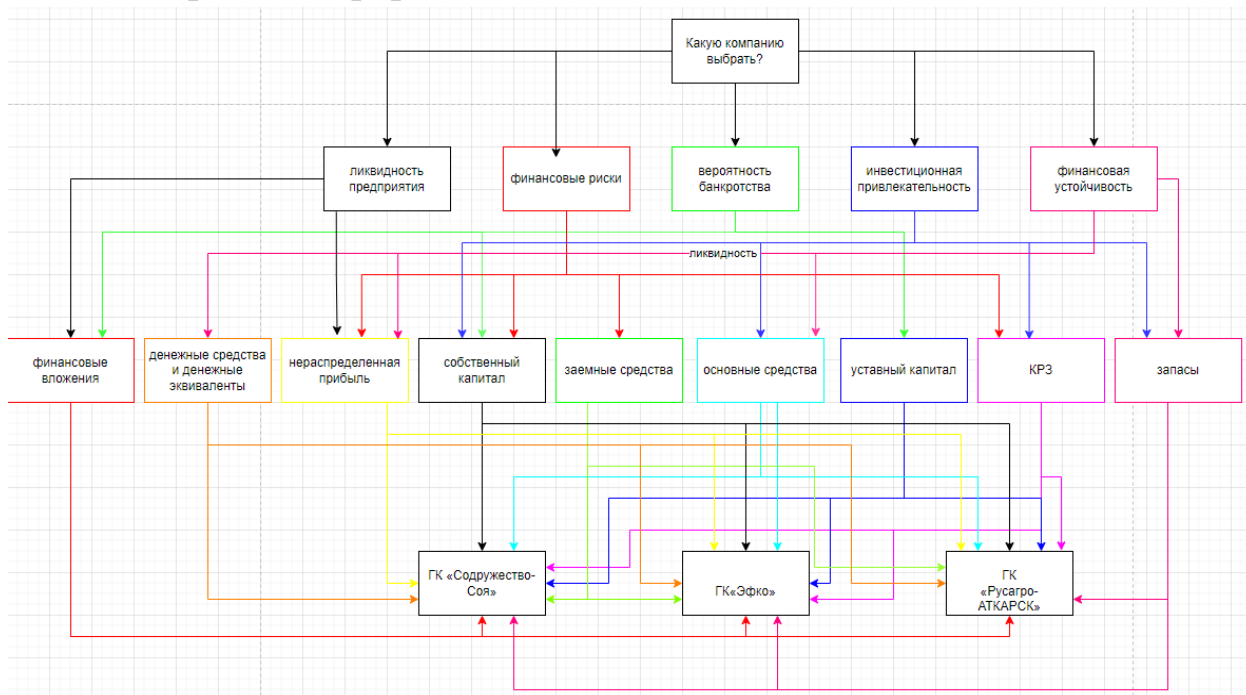 Какую компанию
выбрать?
ликвидность
предприятия
финансовые риски
вероятность
банкротства
инвестиционная
привлекательность
финансовая
устойчивость
ликвидность
финансовые
вложения
денежные средства
и денежные
эквиваленты
нераспределенная
прибыль
собственный
капитал
заемные средства
основные средства
уставный капитал
КРЗ
запасы
ГК «Содружество-
Соя»
ГК«Эфко»
ГК
«Русагро-
АТКАРСК»